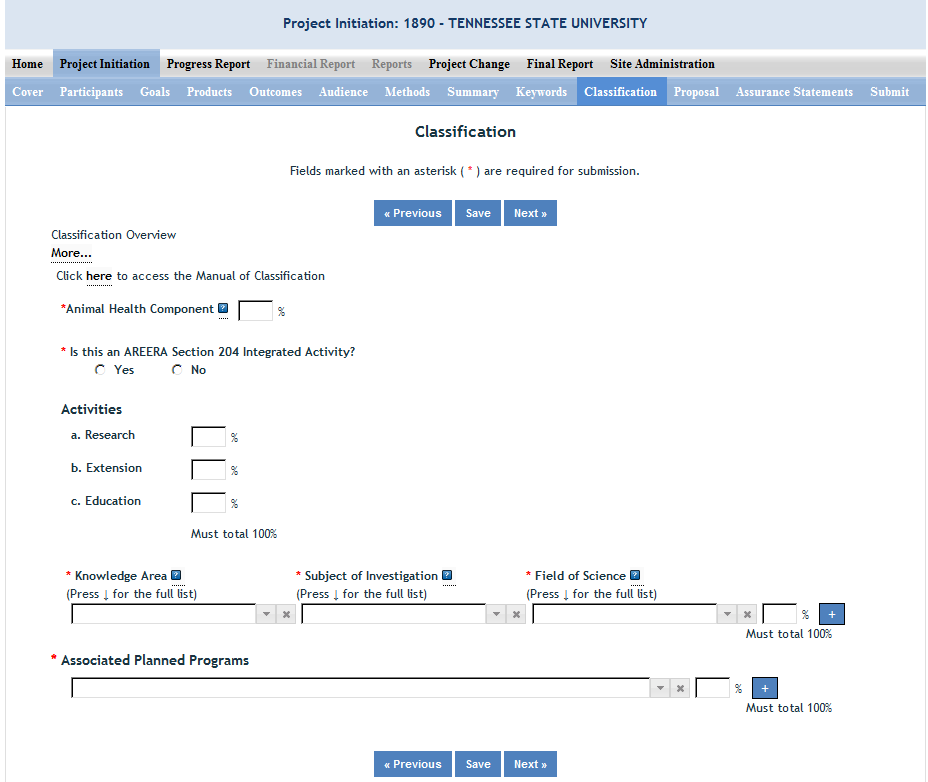 Project Initiation: 1890 - TENNESSEE STATE UNIVERSITY
Home Project Initiation Progress Report Financial Report Reports Project Change Final Report Site Administration
Cover Participants Goals Products Outcomes Audience Methods Summary Keywords Classification Proposal Assurance Statements Submit
Classification
Fields marked with an asterisk ( * ) are required for submission.
« Previous Save Next »
Classification Overview
More...
Click here to access the Manual of Classification
*Animal Health Component ? %
* Is this an AREERA Section 204 Integrated Activity?
Yes No
Activities
a. Research %
b. Extension %
c. Education %
Must total 100%
* Knowledge Area ? * Subject of Investigation ? * Field of Science ?
(Press ↓ for the full list) (Press ↓ for the full list) (Press ↓ for the full list)
% +
Must total 100%
* Associated Planned Programs
% +
Must total 100%
« Previous Save Next »